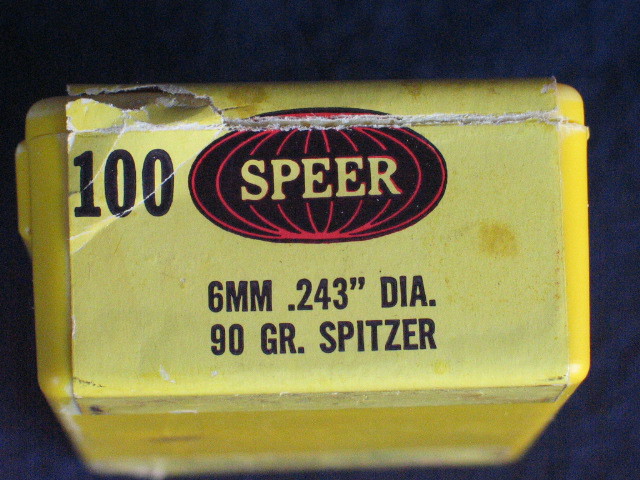 100 SPEER
6MM .243” DIA.
90 GR. SPITZER